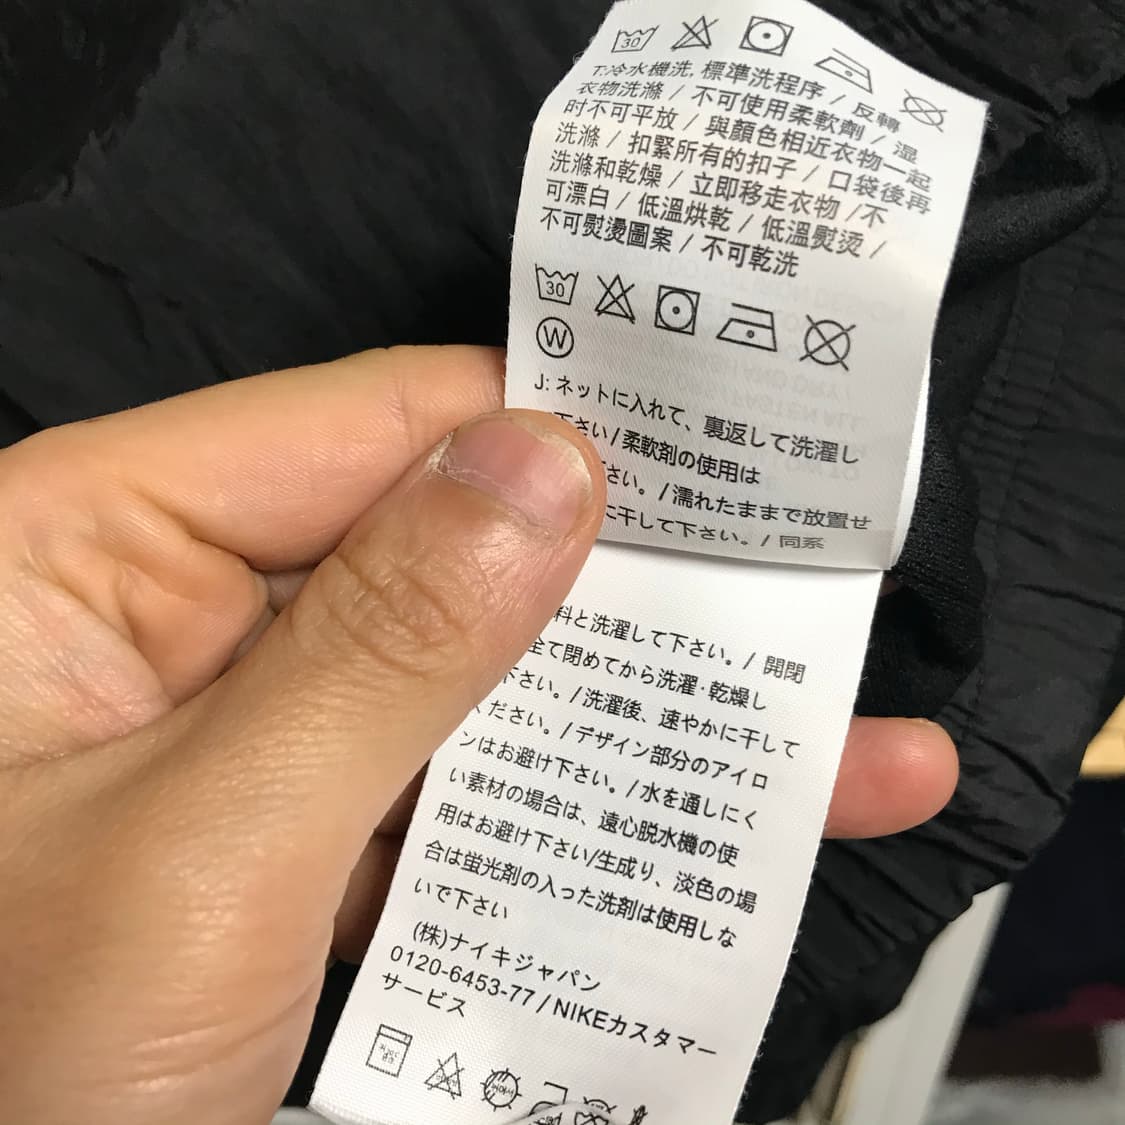 30
T:冷水機洗, 標準洗程序 / 反轉
衣物洗滌 / 不可使用柔軟劑 / 湿
时不可平放 / 與顏色相近衣物一起
洗滌 / 扣緊所有的扣子 / 口袋後再
洗滌和乾燥 / 立即移走衣物 /不
可漂白 / 低溫烘乾 / 低溫熨燙 /
不可熨燙圖案 / 不可乾洗
30
W
J: ネットに入れて、裏返して洗濯し
下さい/柔軟剤の使用は
さい。/濡れたままで放置せ
に干して下さい。/ 同系
料と洗濯して下さい。/ 開閉
全て閉めてから洗濯・乾燥し
下さい。/洗濯後、速やかに干して
ください。/デザイン部分のアイロ
ンはお避け下さい。/水を通しにく
い素材の場合は、遠心脱水機の使
用はお避け下さい/生成り、淡色の場
合は蛍光剤の入った洗剤は使用しな
いで下さい
(株)ナイキジャパン
0120-6453-77 / NIKEカスタマー
サービス